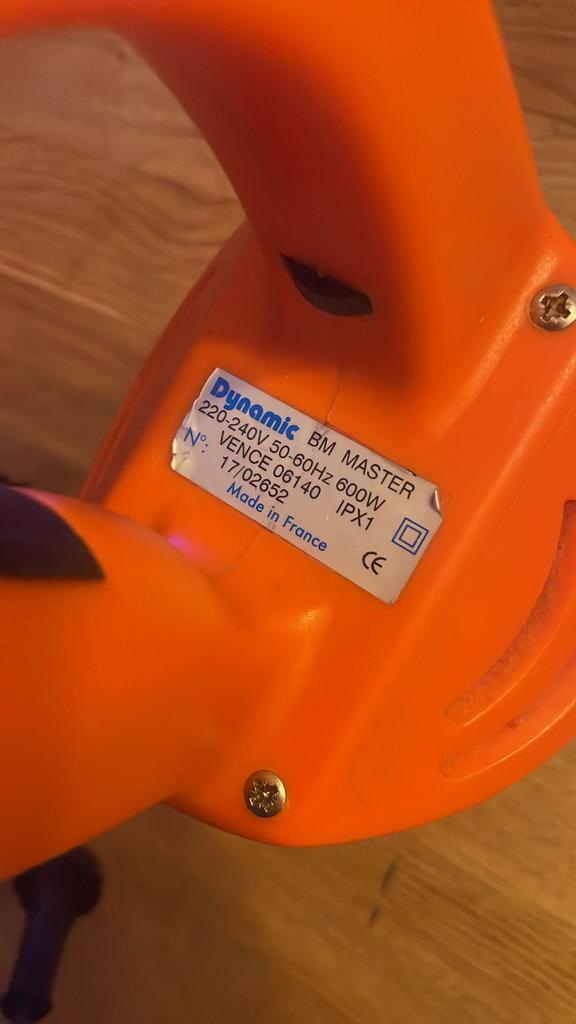 Dynamic BM MASTER
220-240V 50-60Hz 600W
VENCE 06140 IPX1
N°: 17/02652
Made in France CE